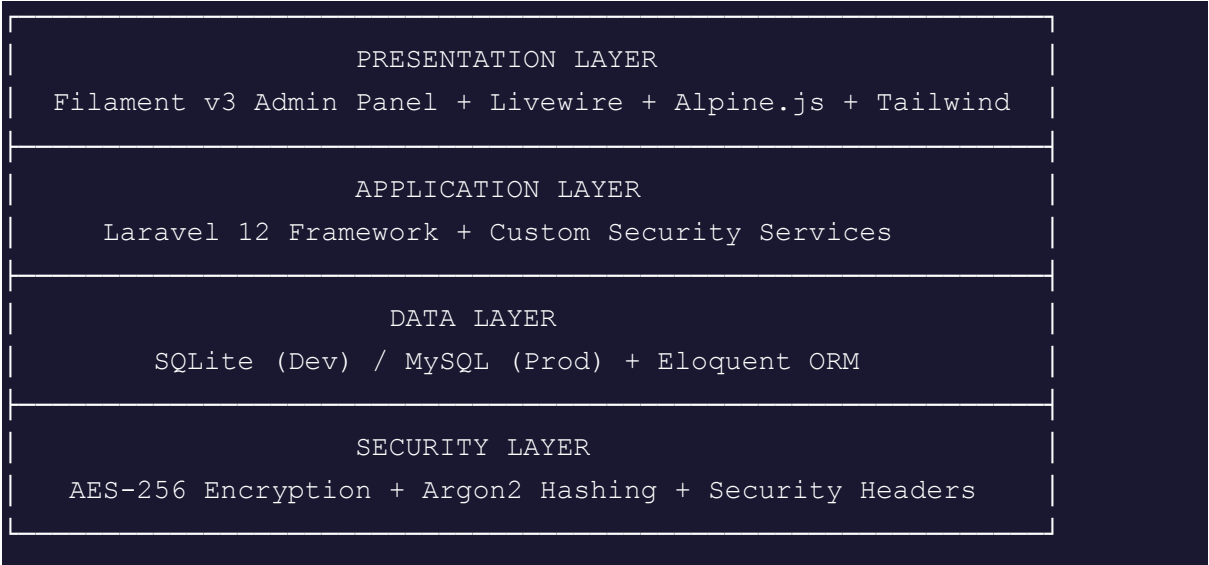 PRESENTATION LAYER
Filament v3 Admin Panel + Livewire + Alpine.js + Tailwind
APPLICATION LAYER
Laravel 12 Framework + Custom Security Services
DATA LAYER
SQLite (Dev) / MySQL (Prod) + Eloquent ORM
SECURITY LAYER
AES-256 Encryption + Argon2 Hashing + Security Headers